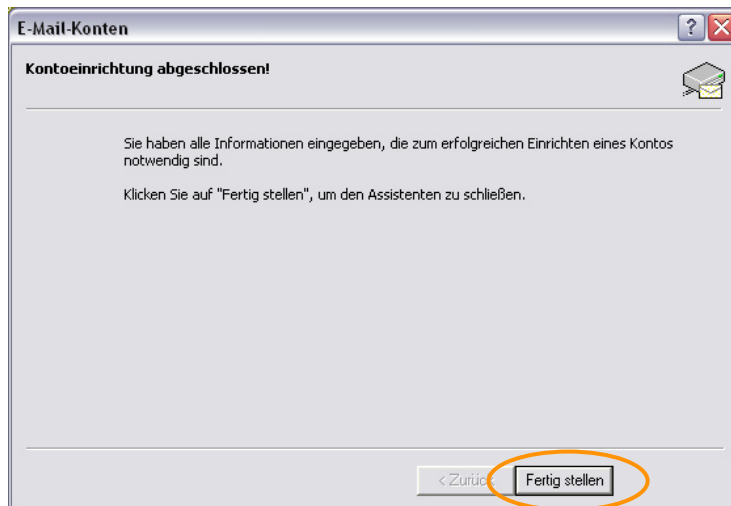 E-Mail-Konten
Kontoeinrichtung abgeschlossen!
Sie haben alle Informationen eingegeben, die zum erfolgreichen Einrichten eines Kontos
notwendig sind.
Klicken Sie auf "Fertig stellen", um den Assistenten zu schließen.
< Zurück Fertig stellen